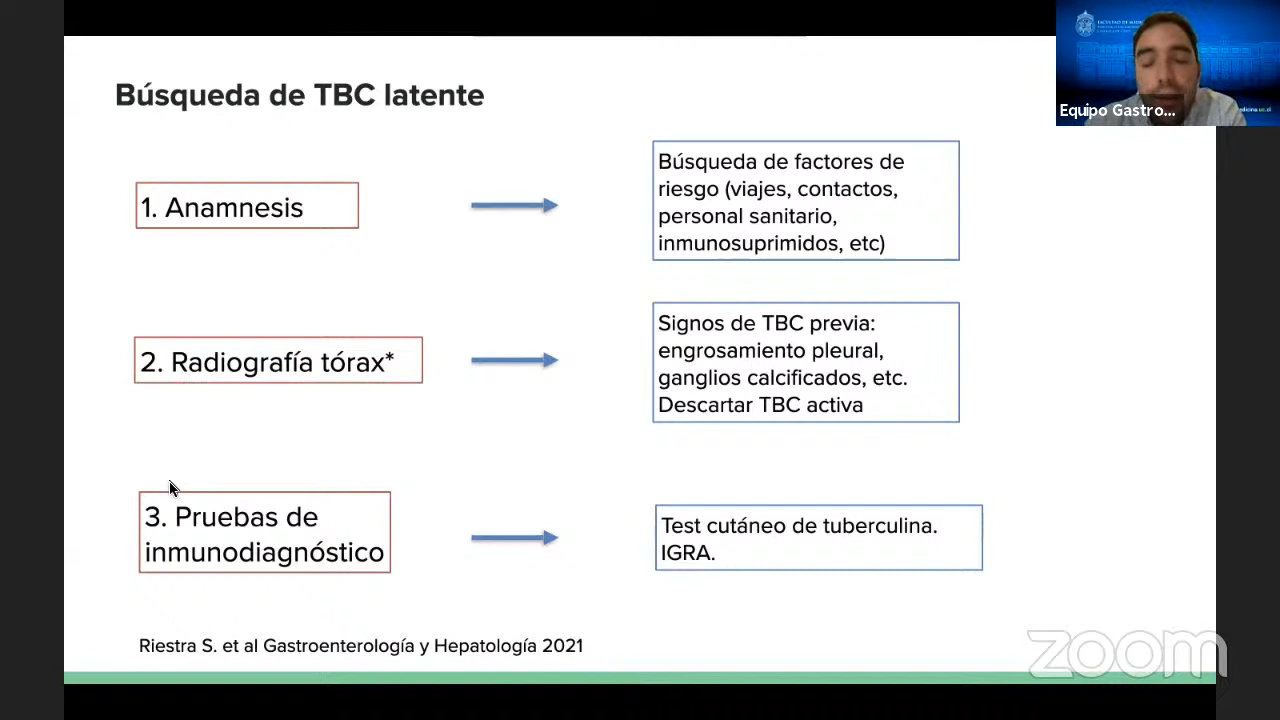 Búsqueda de TBC latente
1. Anamnesis
Búsqueda de factores de
riesgo (viajes, contactos,
personal sanitario,
inmunosuprimidos, etc)
2. Radiografía tórax*
Signos de TBC previa:
engrosamiento pleural,
ganglios calcificados, etc.
Descartar TBC activa
3. Pruebas de
inmunodiagnóstico
Test cutáneo de tuberculina.
IGRA.
Riestra S. et al Gastroenterología y Hepatología 2021
Equipo Gastro...
zoom